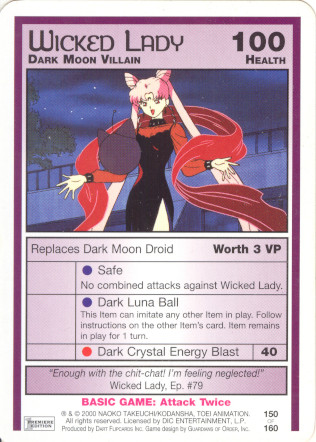 Wicked Lady
Dark Moon Villain
100
Health
Replaces Dark Moon Droid Worth 3 VP
Safe
No combined attacks against Wicked Lady.
Dark Luna Ball
This Item can imitate any other Item in play. Follow
instructions on the other Item's card. Item remains
in play for 1 turn.
Dark Crystal Energy Blast 40
"Enough with the chit-chat! I'm feeling neglected!"
Wicked Lady, Ep. #79
BASIC GAME: Attack Twice
PREMIERE
EDITION
® & © 2000 NAOKO TAKEUCHI/KODANSHA, TOEI ANIMATION.
All rights reserved. Licensed by DIC ENTERTAINMENT, L.P.
Produced by Dart Flipcards Inc. Game design by Guardians of Order, Inc.
150
of
160